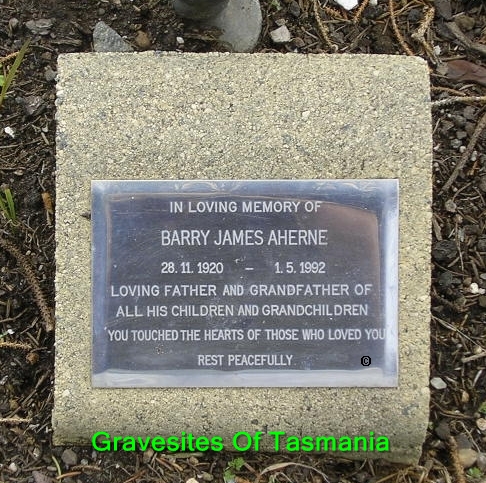 IN LOVING MEMORY OF
BARRY JAMES AHERNE
28.11.1920 – 1.5.1992
LOVING FATHER AND GRANDFATHER OF
ALL HIS CHILDREN AND GRANDCHILDREN
YOU TOUCHED THE HEARTS OF THOSE WHO LOVED YOU
REST PEACEFULLY
©
Gravesites Of Tasmania